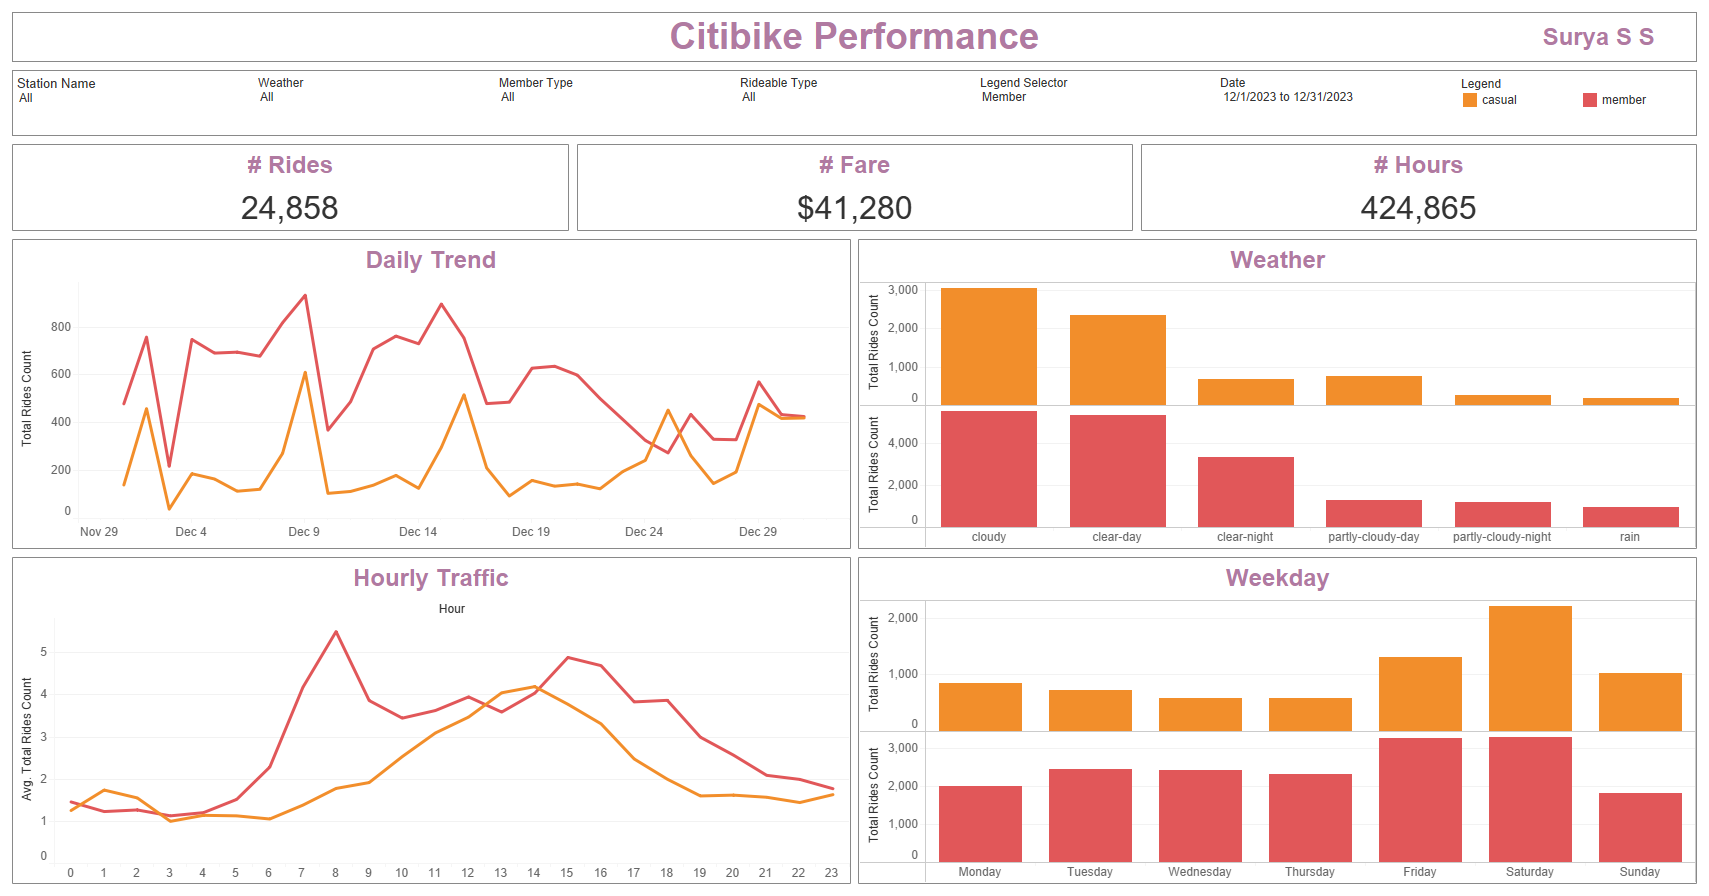 Citibike Performance
Surya S S
Station Name
All
Weather
All
Member Type
All
Rideable Type
All
Legend Selector
Member
Date
12/1/2023 to 12/31/2023
Legend
casual
member
# Rides
24,858
# Fare
$41,280
# Hours
424,865
Daily Trend
Total Rides Count
800
600
400
200
0
Nov 29
Dec 4
Dec 9
Dec 14
Dec 19
Dec 24
Dec 29
Weather
Total Rides Count
3,000
2,000
1,000
0
Total Rides Count
4,000
2,000
0
cloudy
clear-day
clear-night
partly-cloudy-day
partly-cloudy-night
rain
Hourly Traffic
Hour
Avg. Total Rides Count
5
4
3
2
1
0
0 1 2 3 4 5 6 7 8 9 10 11 12 13 14 15 16 17 18 19 20 21 22 23
Weekday
Total Rides Count
2,000
1,000
0
Total Rides Count
3,000
2,000
1,000
0
Monday
Tuesday
Wednesday
Thursday
Friday
Saturday
Sunday